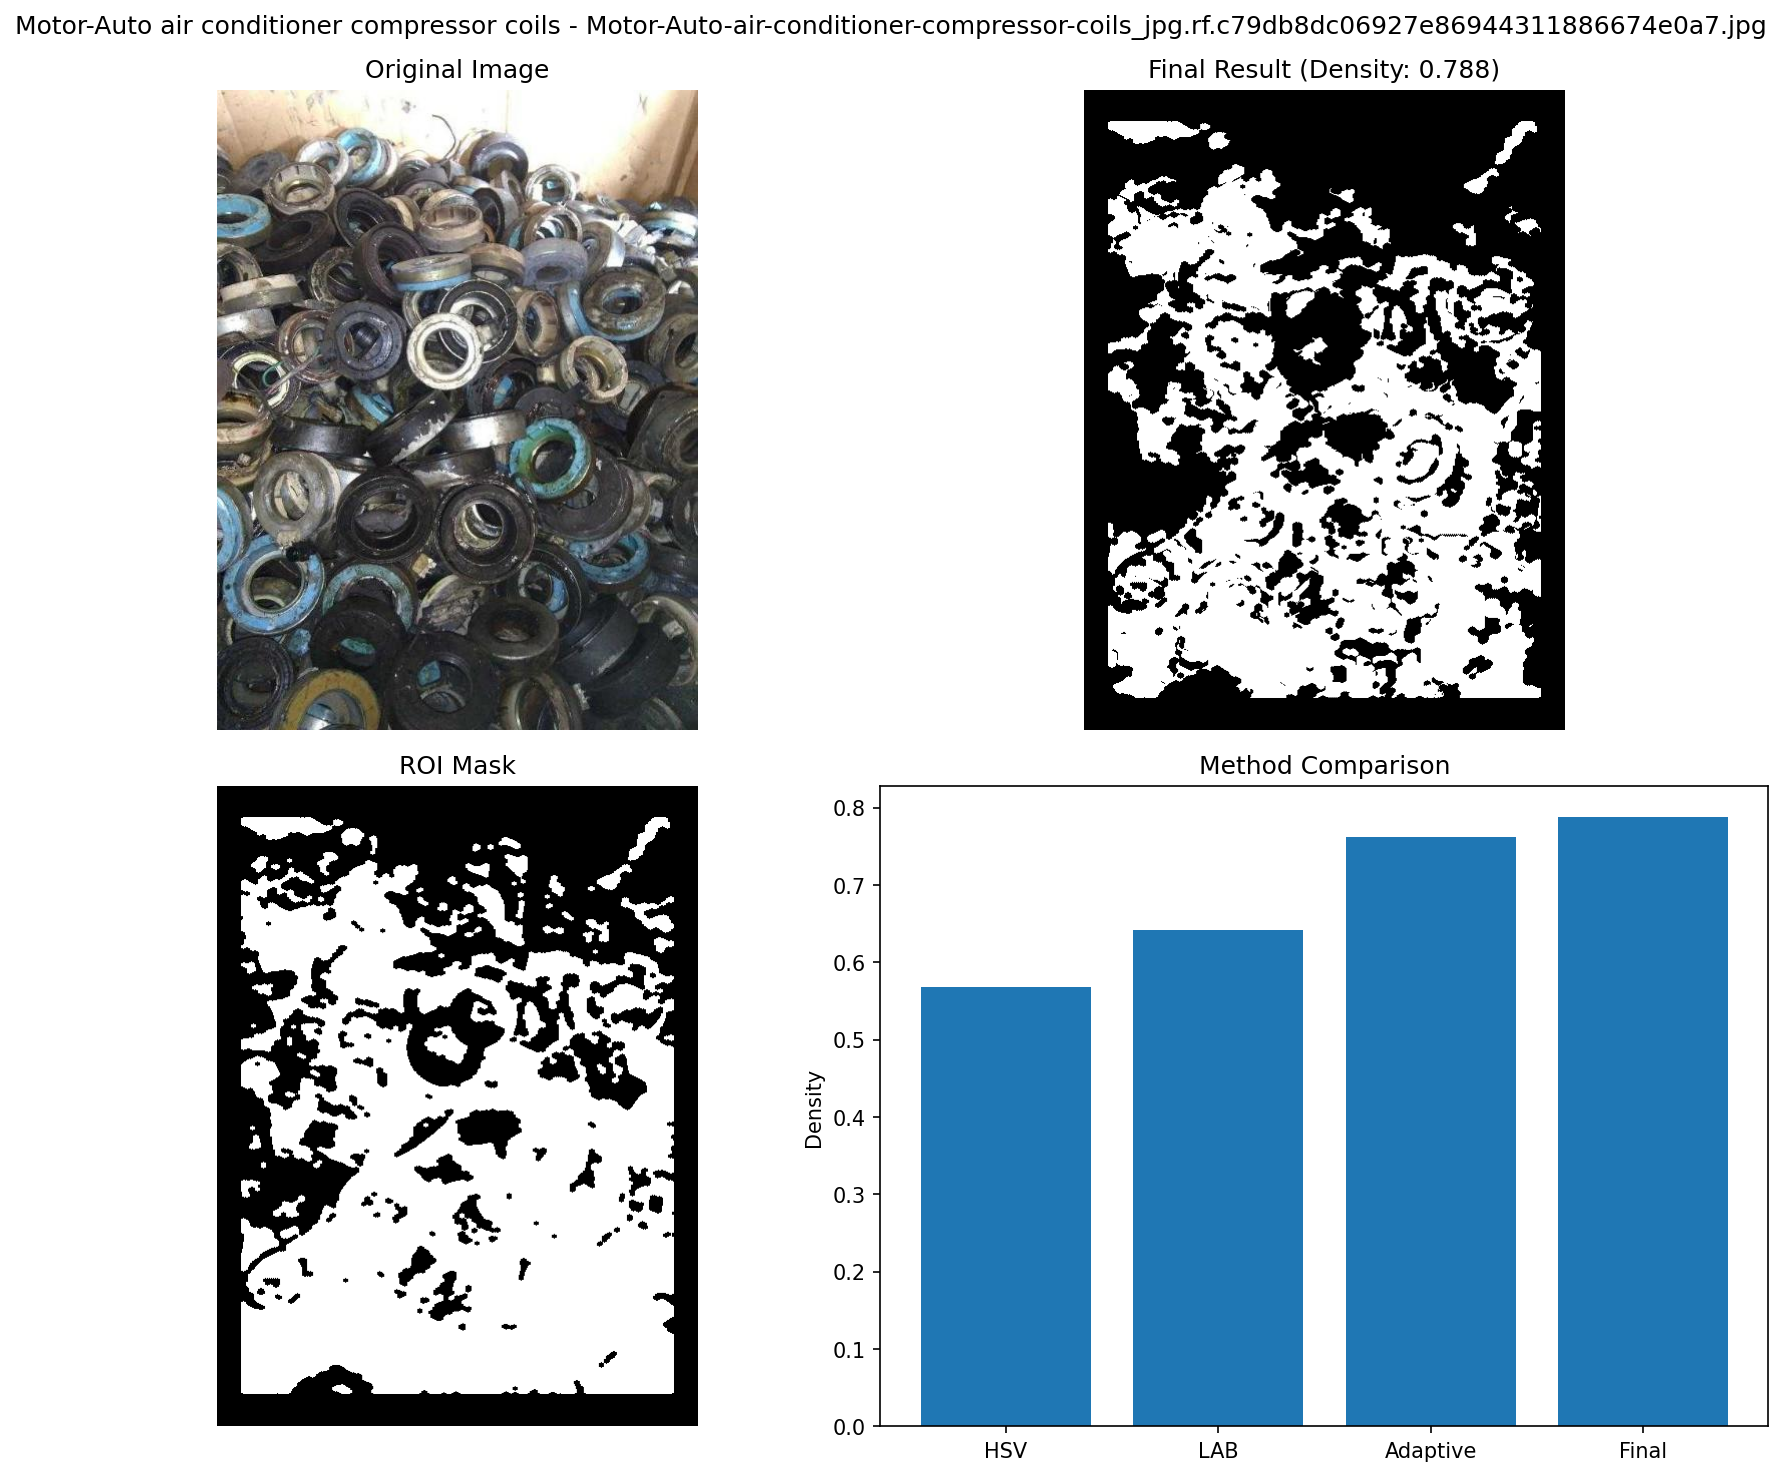 Motor-Auto air conditioner compressor coils - Motor-Auto-air-conditioner-compressor-coils_jpg.rf.c79db8dc06927e86944311886674e0a7.jpg
Original Image
Final Result (Density: 0.788)
ROI Mask
Method Comparison
Density
0.8
0.7
0.6
0.5
0.4
0.3
0.2
0.1
0.0
HSV
LAB
Adaptive
Final